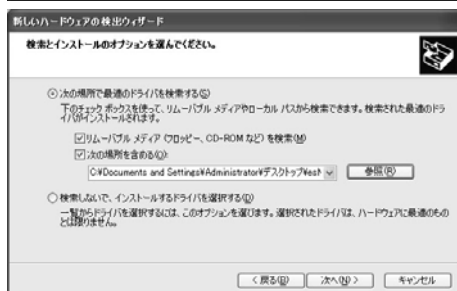 新しいハードウェアの検出ウィザード
検索とインストールのオプションを選んでください。
次の場所で最適のドライバを検索する(S)
下のチェック ボックスを使って、リムーバブル メディアやローカル パスから検索できます。検索された最適のドラ
イバがインストールされます。
リムーバブル メディア (フロッピー、CD-ROM など) を検索(M)
次の場所を含める(O):
C:¥Documents and Settings¥Administrator¥デスクトップ¥est
参照(R)
検索しないで、インストールするドライバを選択する(D)
一覧からドライバを選択するには、このオプションを選びます。選択されたドライバは、ハードウェアに最適のもの
とは限りません。
< 戻る(B)
次へ(N) >
キャンセル